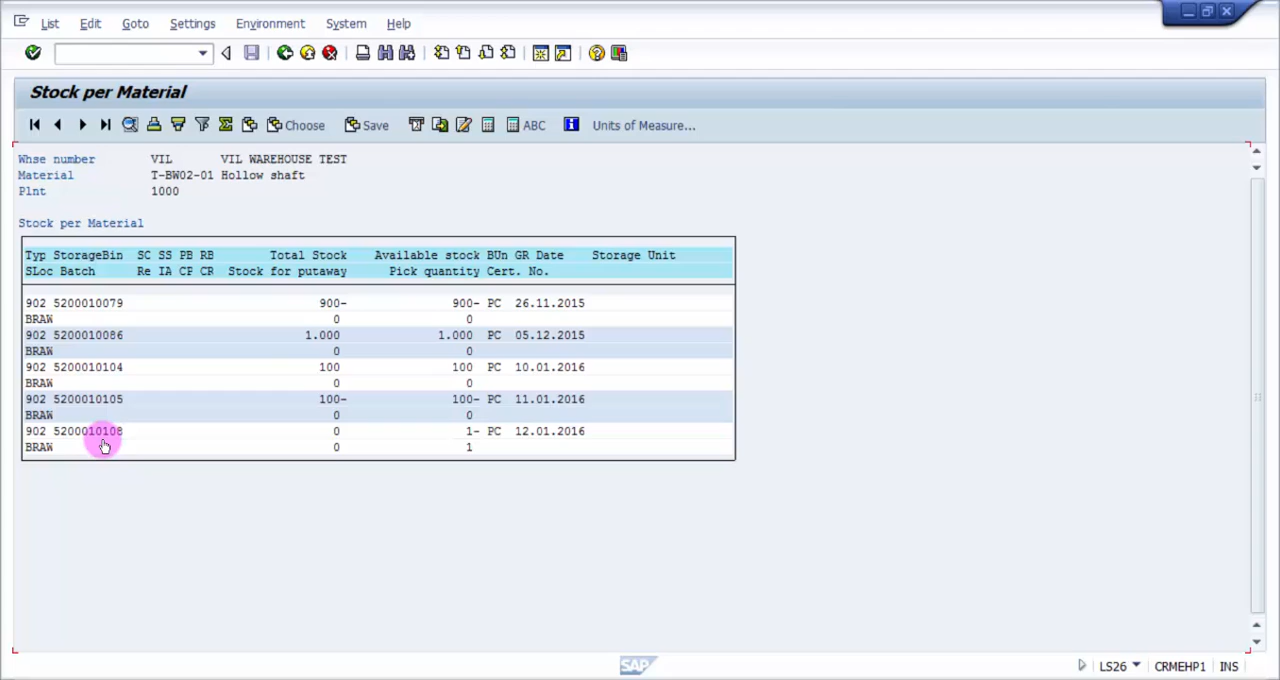 List Edit Goto Settings Environment System Help
Stock per Material
Choose Save ABC Units of Measure...
Whse number VIL VIL WAREHOUSE TEST
Material T-BW02-01 Hollow shaft
Plnt 1000
Stock per Material
Typ StorageBin SC SS PB RB Total Stock Available stock BUn GR Date Storage Unit
SLoc Batch Re IA CP CR Stock for putaway Pick quantity Cert. No.
902 5200010079 900- 900- PC 26.11.2015
BRAW 0 0
902 5200010086 1.000 1.000 PC 05.12.2015
BRAW 0 0
902 5200010104 100 100 PC 10.01.2016
BRAW 0 0
902 5200010105 100- 100- PC 11.01.2016
BRAW 0 0
902 5200010108 0 1- PC 12.01.2016
BRAW 0 1
SAP LS26 CRMEHP1 INS